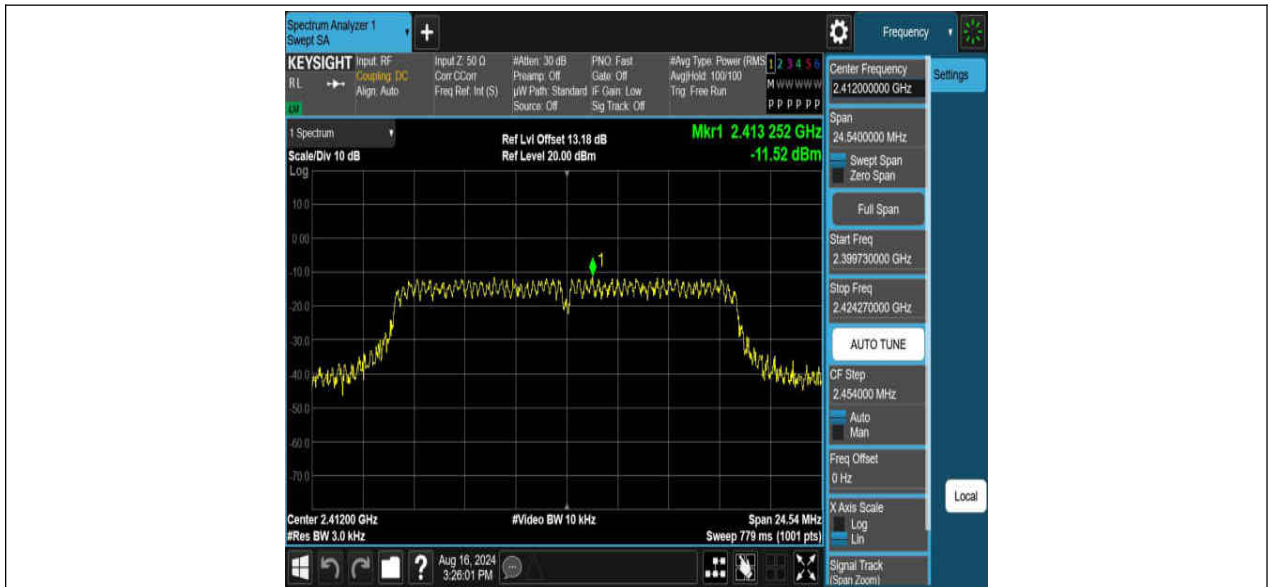 Spectrum Analyzer 1
Swept SA
+
Frequency
KEYSIGHT
RL
Input: RF
Coupling: DC
Align: Auto
Input Z: 50 Ω
Corr CCorr
Freq Ref: Int (S)
#Atten: 30 dB
Preamp: Off
µW Path: Standard
Source: Off
PNO: Fast
Gate: Off
IF Gain: Low
Sig Track: Off
#Avg Type: Power (RMS
Avg|Hold: 100/100
Trig: Free Run
1 2 3 4 5 6
M W W W W W
P P P P P P
1 Spectrum
Scale/Div 10 dB
Log
Ref Lvl Offset 13.18 dB
Ref Level 20.00 dBm
Mkr1 2.413 252 GHz
-11.52 dBm
10.0
0.00
-10.0
-20.0
-30.0
-40.0
-50.0
-60.0
-70.0
1
Center 2.41200 GHz
#Res BW 3.0 kHz
#Video BW 10 kHz
Span 24.54 MHz
Sweep 779 ms (1001 pts)
?
Aug 16, 2024
3:26:01 PM
Center Frequency
2.412000000 GHz
Settings
Span
24.5400000 MHz
Swept Span
Zero Span
Full Span
Start Freq
2.399730000 GHz
Stop Freq
2.424270000 GHz
AUTO TUNE
CF Step
2.454000 MHz
Auto
Man
Freq Offset
0 Hz
X Axis Scale
Log
Lin
Local
Signal Track
(Span Zoom)